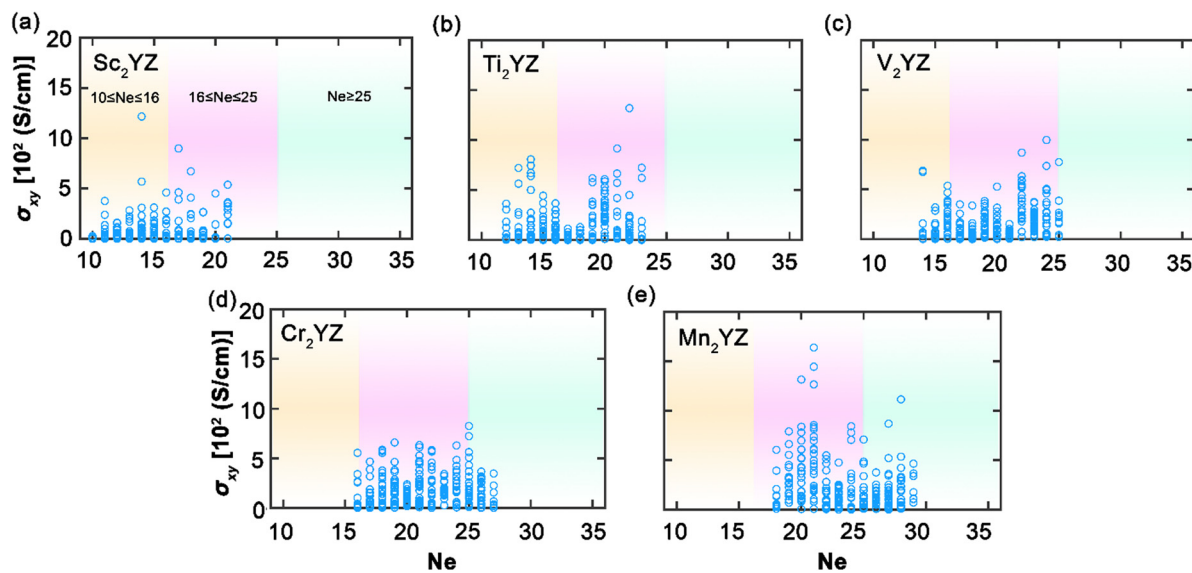 (a)
(b)
(c)
20
15
10
5
0
σxy [10² (S/cm)]
Sc₂YZ
10≤Ne≤16
16≤Ne≤25
Ne≥25
Ti₂YZ
V₂YZ
10 15 20 25 30 35
10 15 20 25 30 35
10 15 20 25 30 35
(d)
(e)
20
15
10
5
0
σxy [10² (S/cm)]
Cr₂YZ
Mn₂YZ
10 15 20 25 30 35
10 15 20 25 30 35
Ne
Ne